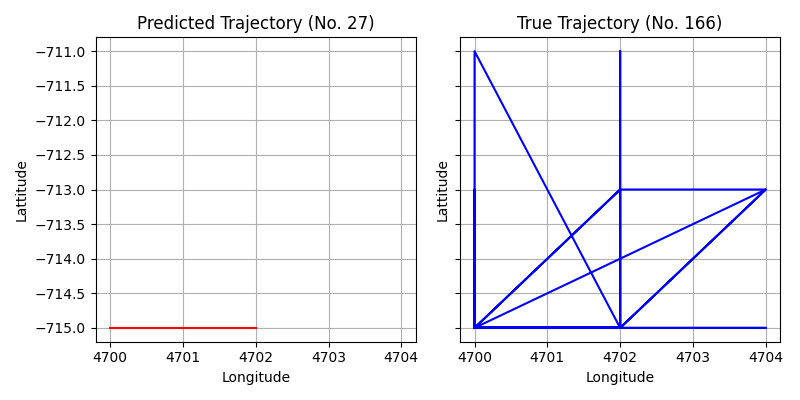 Predicted Trajectory (No. 27)
Lattitude
−711.0
−711.5
−712.0
−712.5
−713.0
−713.5
−714.0
−714.5
−715.0
4700 4701 4702 4703 4704
Longitude
True Trajectory (No. 166)
Lattitude
4700 4701 4702 4703 4704
Longitude